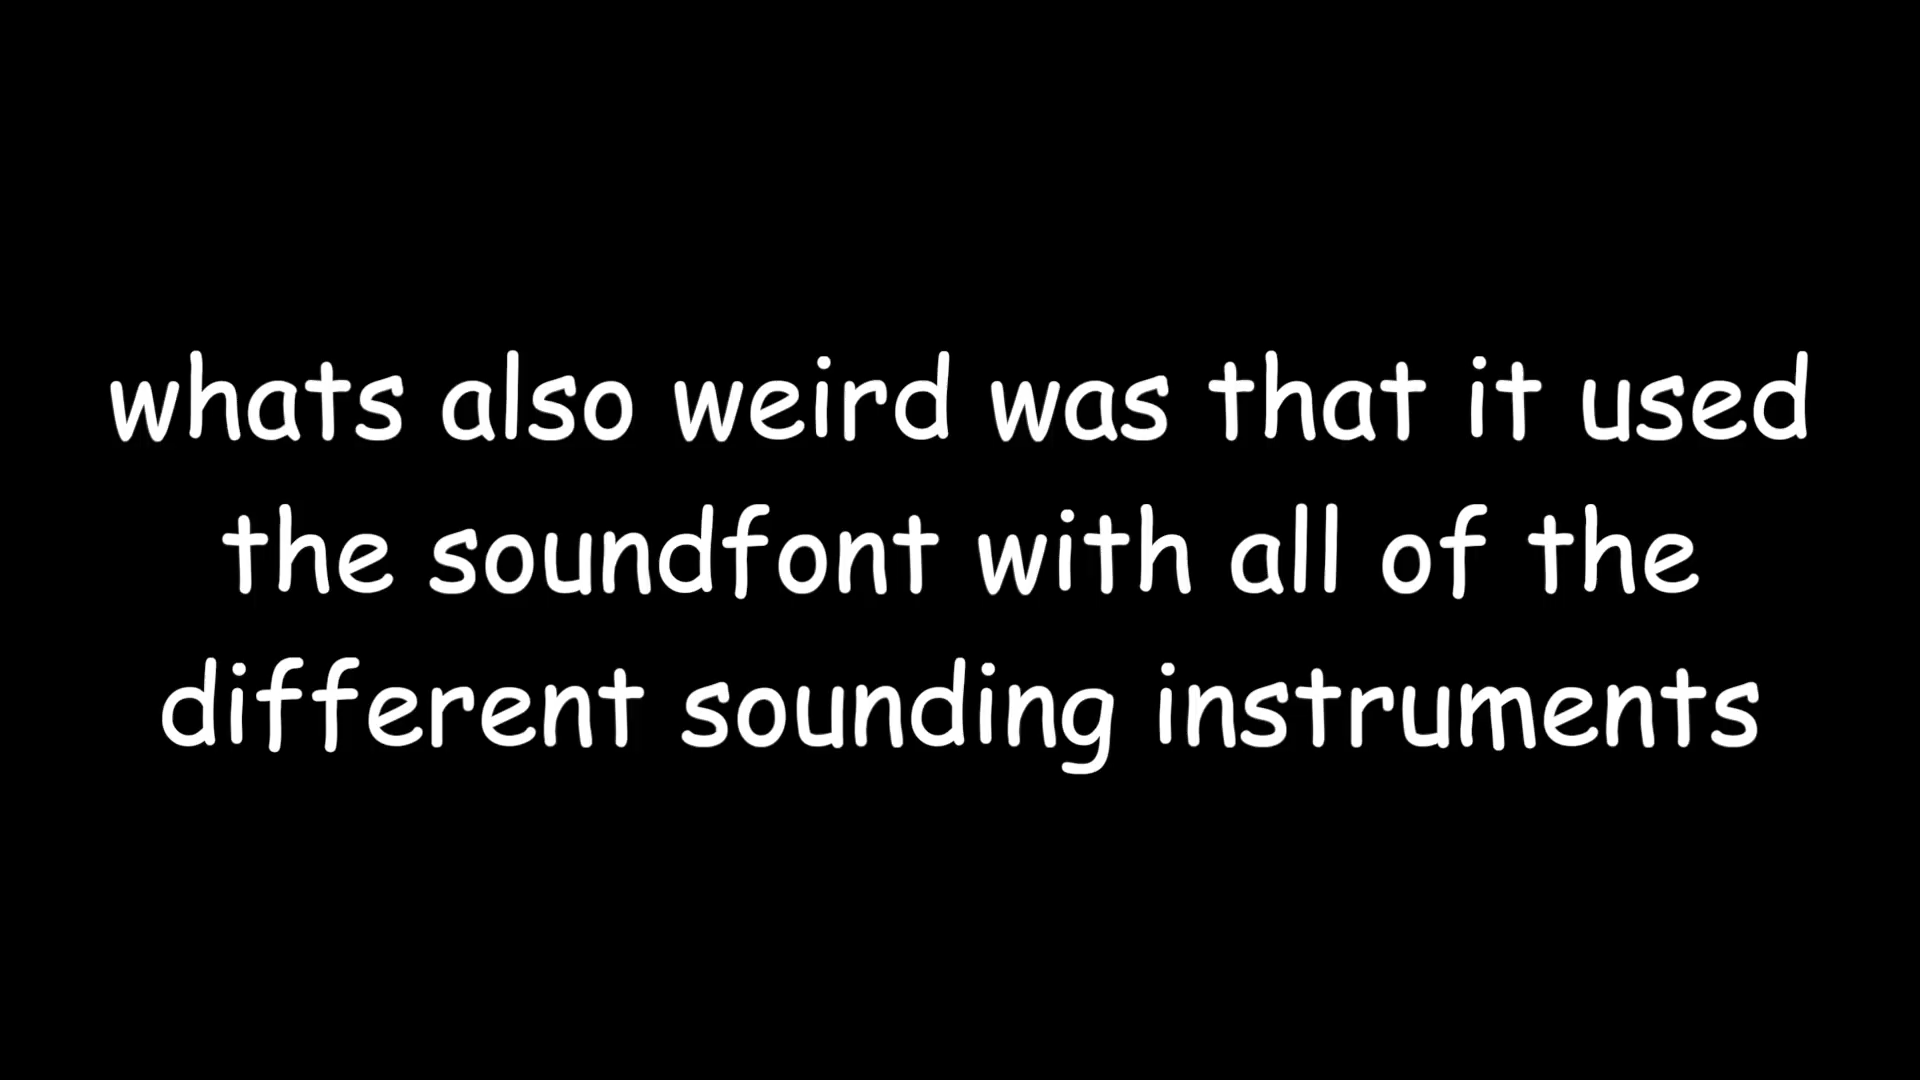 whats also weird was that it used
the soundfont with all of the
different sounding instruments